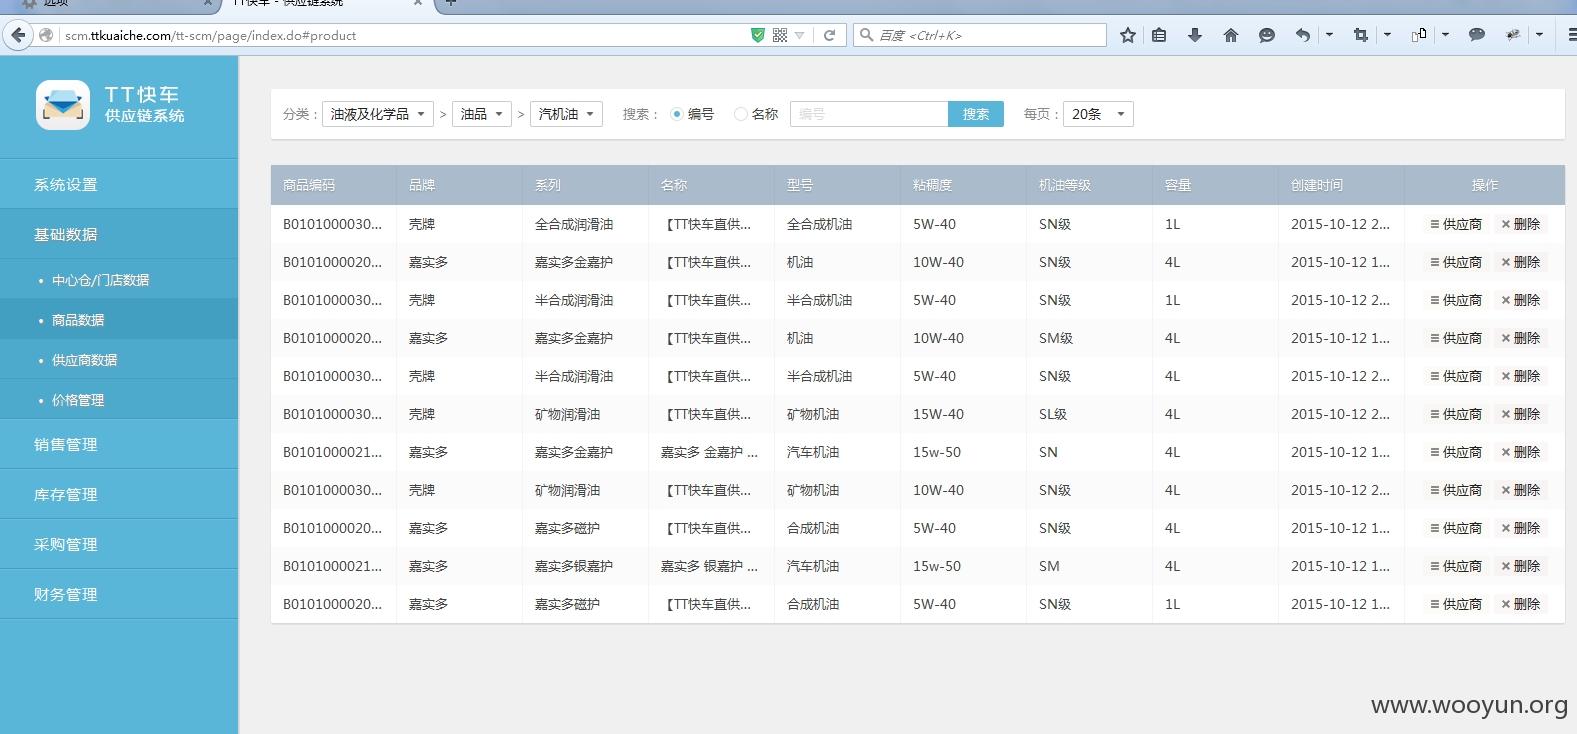 选项
TT快车 - 供应链系统
scm.ttkuaiche.com/tt-scm/page/index.do#product
百度 <Ctrl+K>
TT快车
供应链系统
系统设置
基础数据
• 中心仓/门店数据
• 商品数据
• 供应商数据
• 价格管理
销售管理
库存管理
采购管理
财务管理
分类： 油液及化学品 > 油品 > 汽机油 搜索： 编号 名称 编号 搜索 每页： 20条
商品编码 品牌 系列 名称 型号 粘稠度 机油等级 容量 创建时间 操作
B0101000030... 壳牌 全合成润滑油 【TT快车直供... 全合成机油 5W-40 SN级 1L 2015-10-12 2... 供应商 删除
B0101000020... 嘉实多 嘉实多金嘉护 【TT快车直供... 机油 10W-40 SN级 4L 2015-10-12 1... 供应商 删除
B0101000030... 壳牌 半合成润滑油 【TT快车直供... 半合成机油 5W-40 SN级 1L 2015-10-12 2... 供应商 删除
B0101000020... 嘉实多 嘉实多金嘉护 【TT快车直供... 机油 10W-40 SM级 4L 2015-10-12 1... 供应商 删除
B0101000030... 壳牌 半合成润滑油 【TT快车直供... 半合成机油 5W-40 SN级 4L 2015-10-12 2... 供应商 删除
B0101000030... 壳牌 矿物润滑油 【TT快车直供... 矿物机油 15W-40 SL级 4L 2015-10-12 2... 供应商 删除
B0101000021... 嘉实多 嘉实多金嘉护 嘉实多 金嘉护 ... 汽车机油 15w-50 SN 4L 2015-10-12 1... 供应商 删除
B0101000030... 壳牌 矿物润滑油 【TT快车直供... 矿物机油 10W-40 SN级 4L 2015-10-12 2... 供应商 删除
B0101000020... 嘉实多 嘉实多磁护 【TT快车直供... 合成机油 5W-40 SN级 4L 2015-10-12 1... 供应商 删除
B0101000021... 嘉实多 嘉实多银嘉护 嘉实多 银嘉护 ... 汽车机油 15w-50 SM 4L 2015-10-12 1... 供应商 删除
B0101000020... 嘉实多 嘉实多磁护 【TT快车直供... 合成机油 5W-40 SN级 1L 2015-10-12 1... 供应商 删除
www.wooyun.org